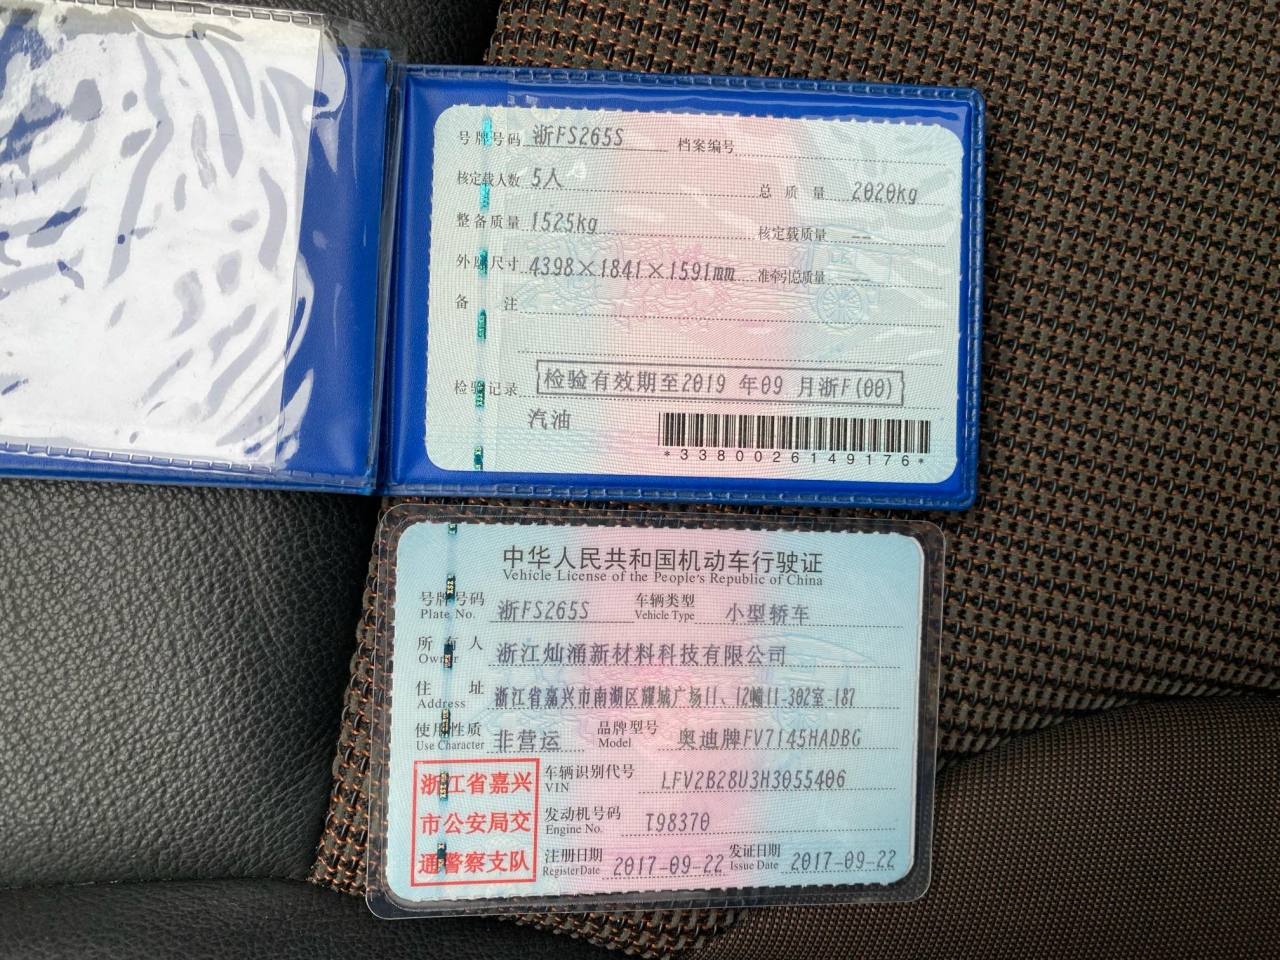 号牌号码 浙FS265S 档案编号
核定载人数 5人 总质量 2020kg
整备质量 1525kg 核定载质量 --
外廓尺寸 4398×1841×1591mm 准牵引总质量 --
备注
检验记录 检验有效期至2019 年09 月浙F(00)
汽油
*3380026149176*
中华人民共和国机动车行驶证
Vehicle License of the People's Republic of China
号牌号码 浙FS265S 车辆类型 小型轿车
Plate No. Vehicle Type
所有人 浙江灿涌新材料科技有限公司
Owner
住址 浙江省嘉兴市南湖区耀城广场11、12幢11-302室-187
Address
使用性质 非营运 品牌型号 奥迪牌FV7145HADBG
Use Character Model
浙江省嘉兴
市公安局交
通警察支队
车辆识别代号 LFV2B28U3H3055406
VIN
发动机号码 T98370
Engine No.
注册日期 2017-09-22 发证日期 2017-09-22
Register Date Issue Date